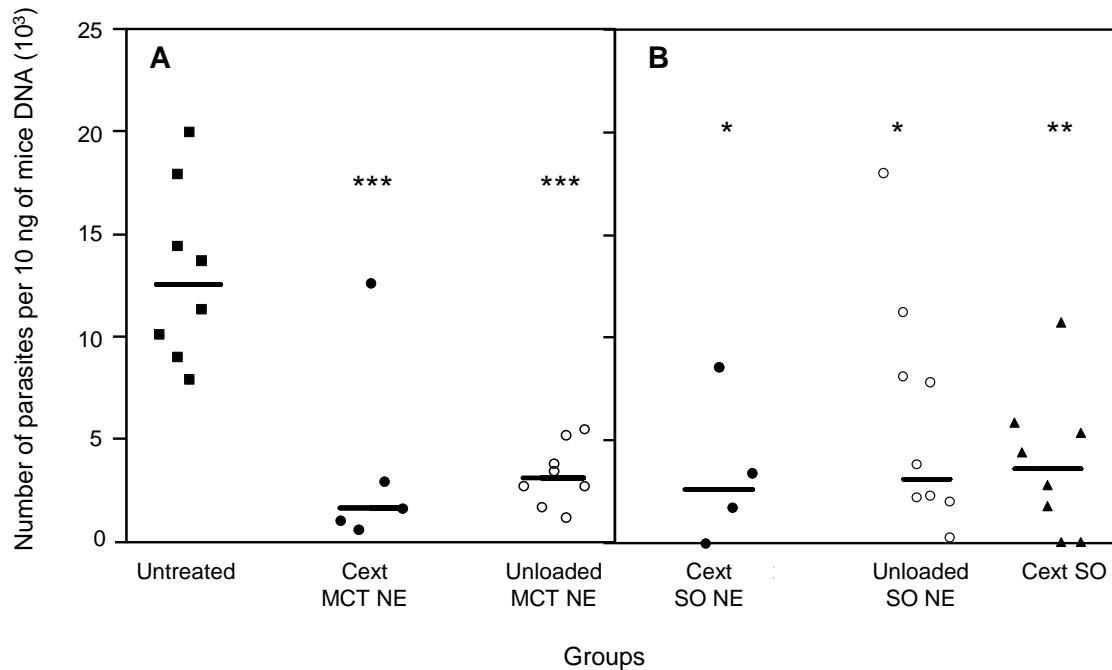 Number of parasites per 10 ng of mice DNA (10³)
25
20
15
10
5
0
A
B
***
***
*
*
**
Untreated
Cext
MCT NE
Unloaded
MCT NE
Cext
SO NE
Unloaded
SO NE
Cext SO
Groups